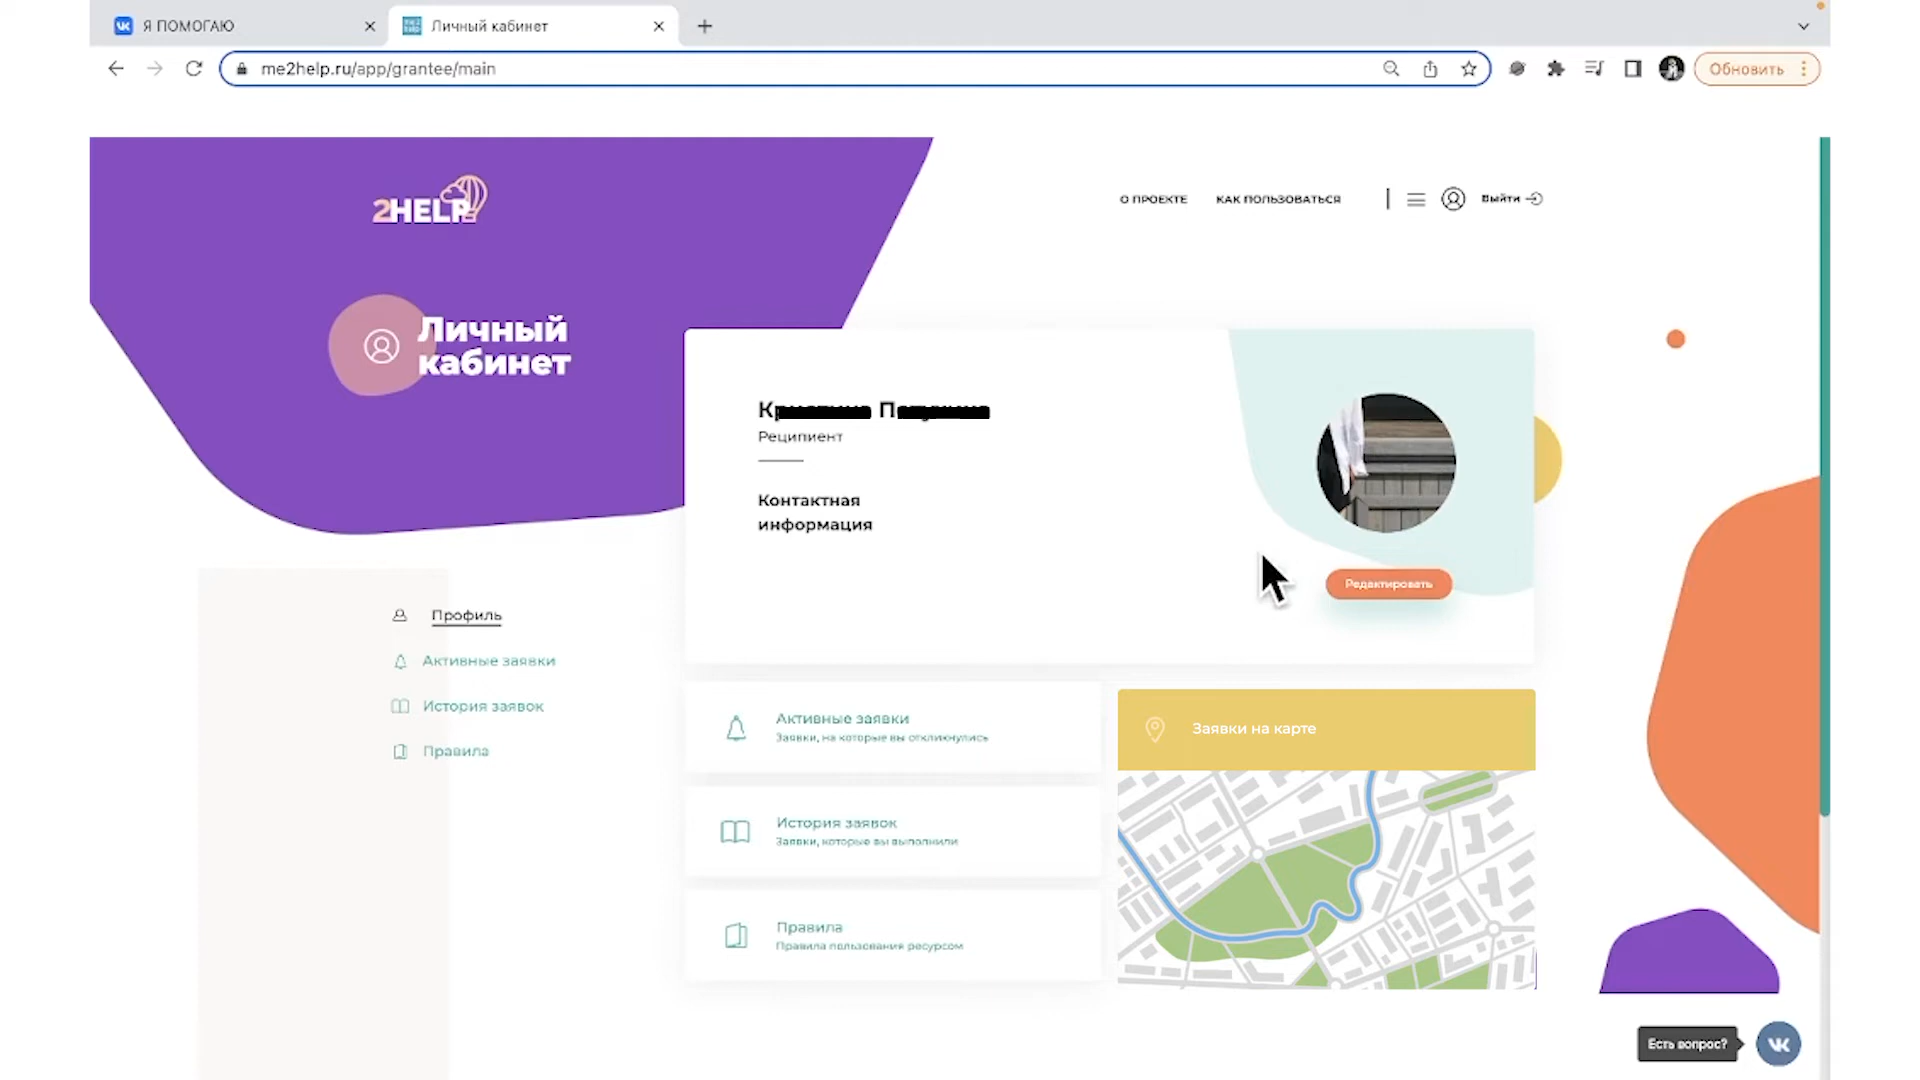 Я ПОМОГАЮ
Личный кабинет
me2help.ru/app/grantee/main
Обновить
2HELP
О ПРОЕКТЕ
КАК ПОЛЬЗОВАТЬСЯ
Выйти
Личный
кабинет
Реципиент
Контактная
информация
Редактировать
Профиль
Активные заявки
История заявок
Правила
Активные заявки
Заявки, на которые вы откликнулись
История заявок
Заявки, которые вы выполнили
Правила
Правила пользования ресурсом
Заявки на карте
Есть вопрос?